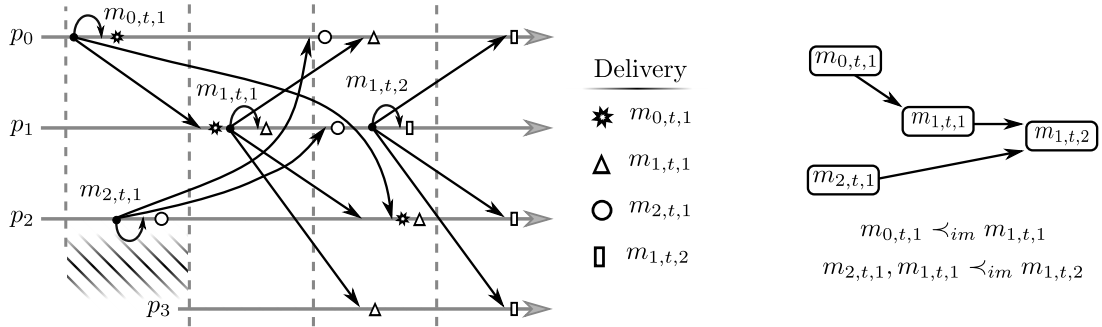 m₀,ₜ,₁
p₀
m₁,ₜ,₁
m₁,ₜ,₂
p₁
m₂,ₜ,₁
p₂
p₃
Delivery
m₀,ₜ,₁
m₁,ₜ,₁
m₂,ₜ,₁
m₁,ₜ,₂
m₀,ₜ,₁
m₁,ₜ,₁
m₁,ₜ,₂
m₂,ₜ,₁
m₀,ₜ,₁ ≺ᵢₘ m₁,ₜ,₁
m₂,ₜ,₁, m₁,ₜ,₁ ≺ᵢₘ m₁,ₜ,₂